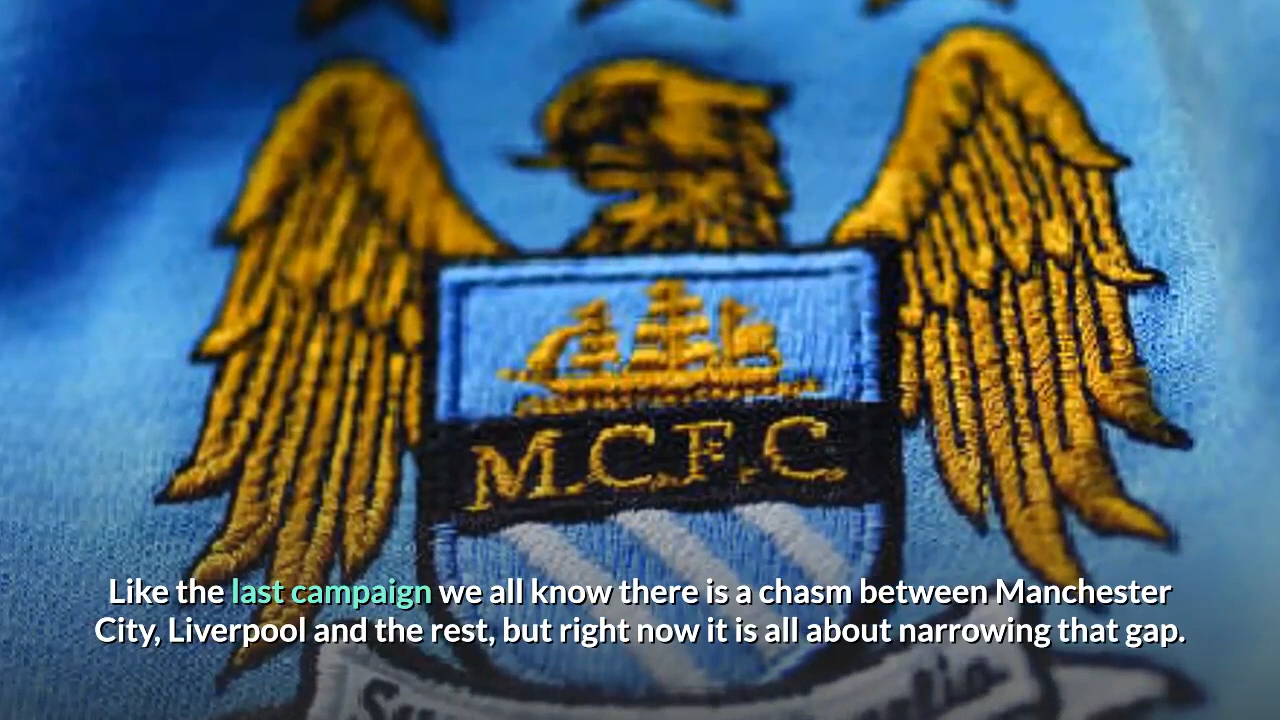 M.C.F.C
Like the last campaign we all know there is a chasm between Manchester
City, Liverpool and the rest, but right now it is all about narrowing that gap.